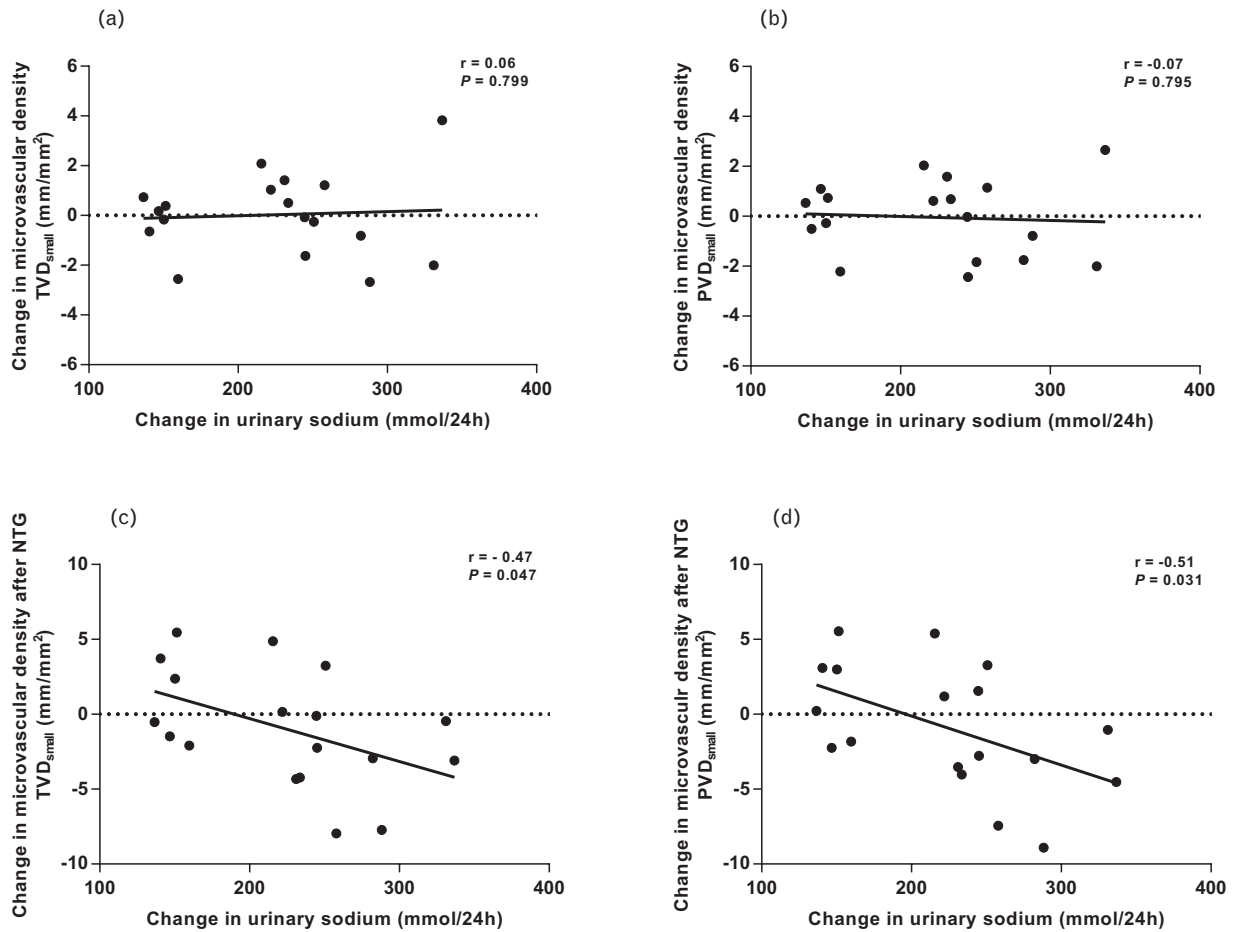 (a)
r = 0.06
P = 0.799
Change in microvascular density
TVDsmall (mm/mm²)
6
4
2
0
-2
-4
-6
100
200
300
400
Change in urinary sodium (mmol/24h)
(b)
r = -0.07
P = 0.795
Change in microvascular density
PVDsmall (mm/mm²)
6
4
2
0
-2
-4
-6
100
200
300
400
Change in urinary sodium (mmol/24h)
(c)
r = - 0.47
P = 0.047
Change in microvascular density after NTG
TVDsmall (mm/mm²)
10
5
0
-5
-10
100
200
300
400
Change in urinary sodium (mmol/24h)
(d)
r = -0.51
P = 0.031
Change in microvasculr density after NTG
PVDsmall (mm/mm²)
10
5
0
-5
-10
100
200
300
400
Change in urinary sodium (mmol/24h)